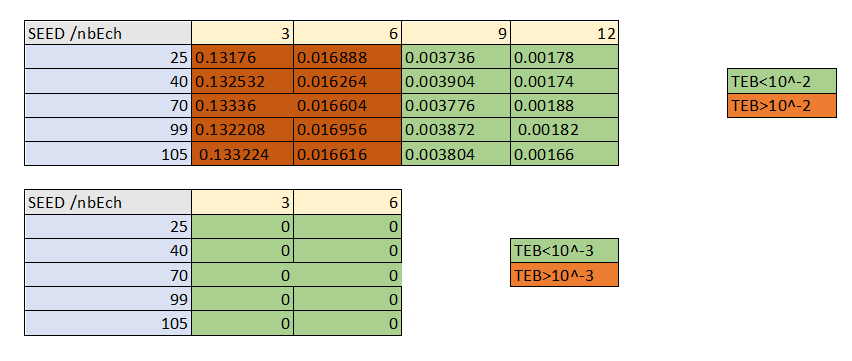 SEED /nbEch 3 6 9 12
25 0.13176 0.016888 0.003736 0.00178
40 0.132532 0.016264 0.003904 0.00174 TEB<10^-2
70 0.13336 0.016604 0.003776 0.00188 TEB>10^-2
99 0.132208 0.016956 0.003872 0.00182
105 0.133224 0.016616 0.003804 0.00166
SEED /nbEch 3 6
25 0 0
40 0 0 TEB<10^-3
70 0 0 TEB>10^-3
99 0 0
105 0 0